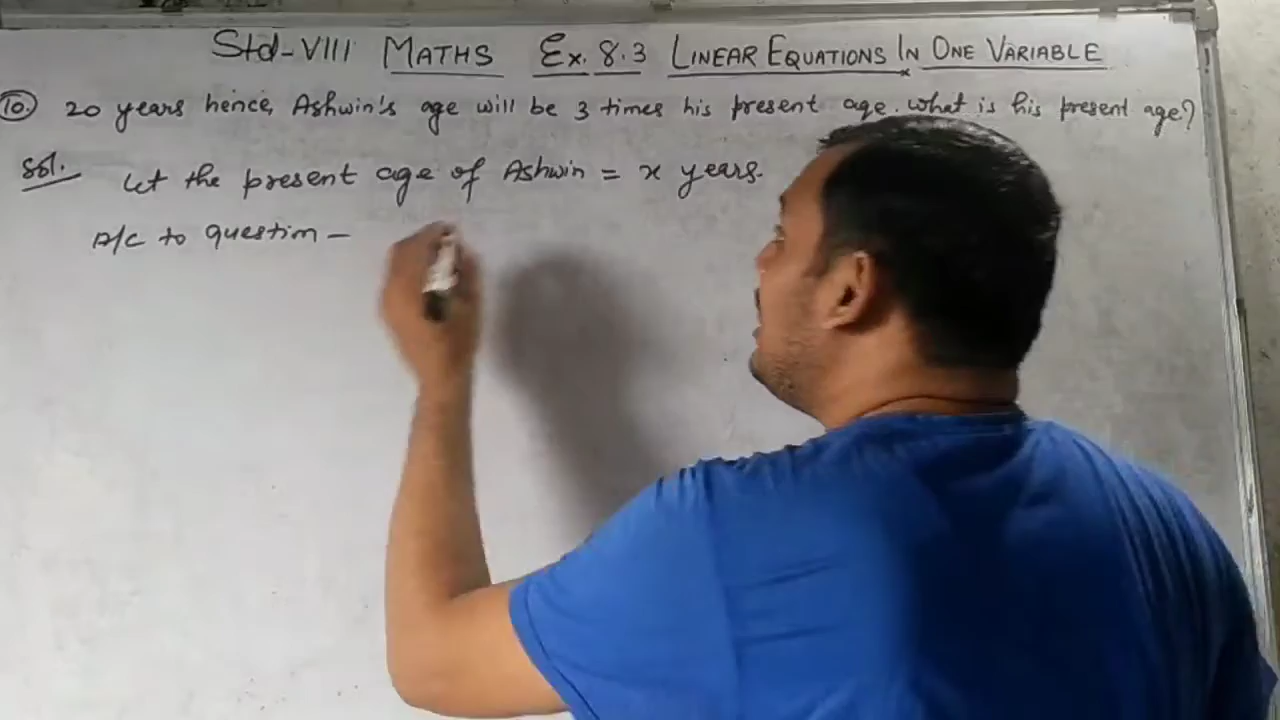 Std-VIII MATHS Ex. 8.3 LINEAR EQUATIONS IN ONE VARIABLE
10 20 years hence, Ashwin's age will be 3 times his present age. what is his present age?
Sol. Let the present age of Ashwin = x years.
A/C to question —